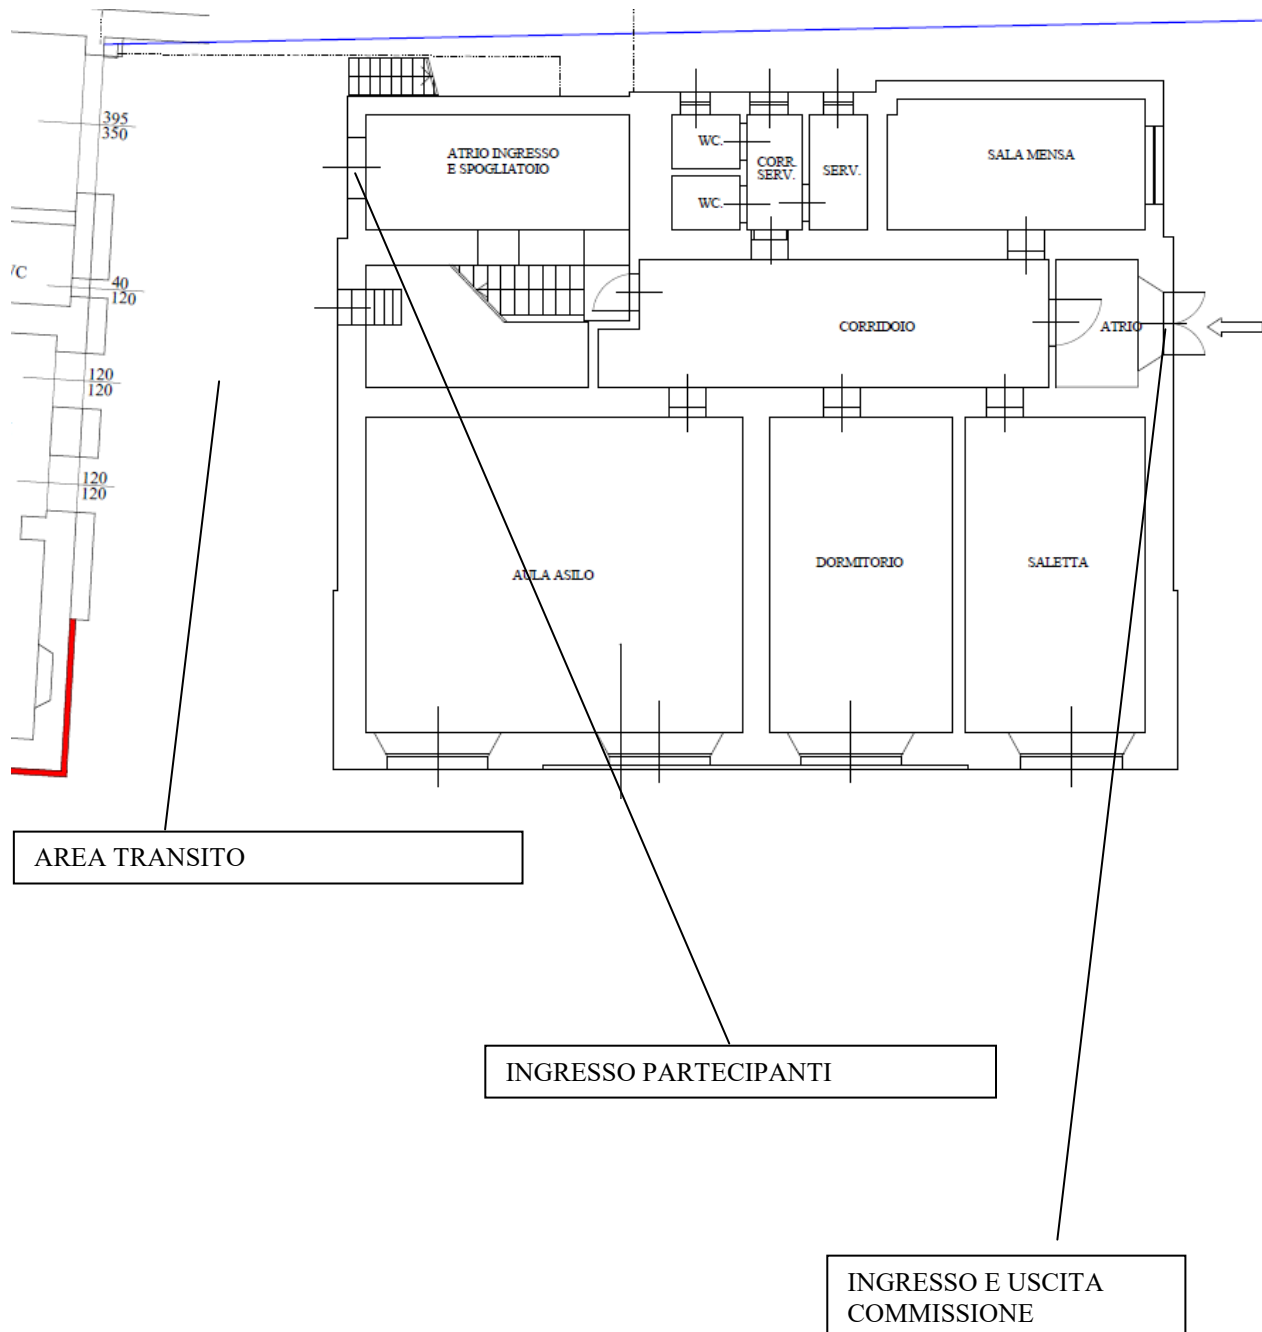 395
350
ATRIO INGRESSO
E SPOGLIATOIO
WC.
CORR.
SERV.
SERV.
WC.
SALA MENSA
/C
40
120
CORRIDOIO
ATRIO
120
120
120
120
AULA ASILO
DORMITORIO
SALETTA
AREA TRANSITO
INGRESSO PARTECIPANTI
INGRESSO E USCITA
COMMISSIONE